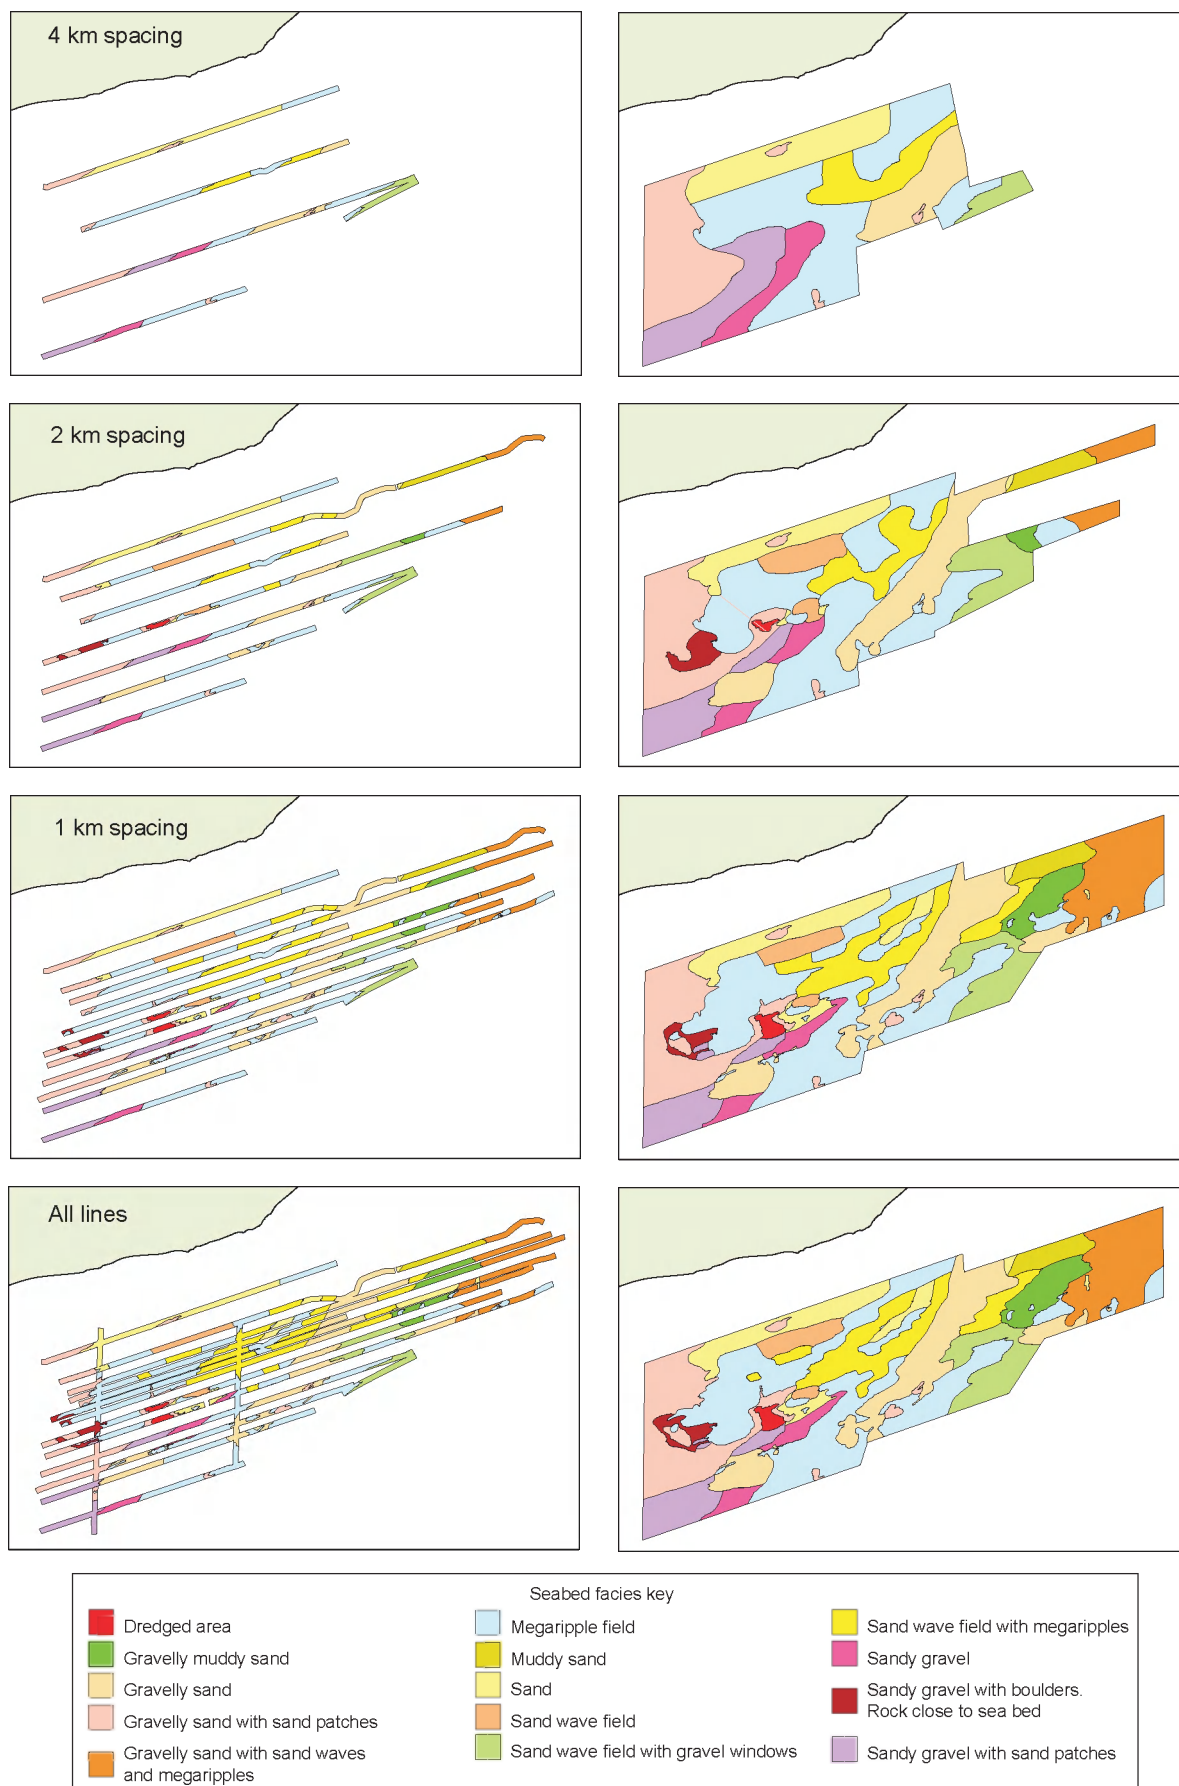 4 km spacing
2 km spacing
1 km spacing
All lines
Seabed facies key
Dredged area
Gravelly muddy sand
Gravelly sand
Gravelly sand with sand patches
Gravelly sand with sand waves
and megaripples
Megaripple field
Muddy sand
Sand
Sand wave field
Sand wave field with gravel windows
Sand wave field with megaripples
Sandy gravel
Sandy gravel with boulders.
Rock close to sea bed
Sandy gravel with sand patches